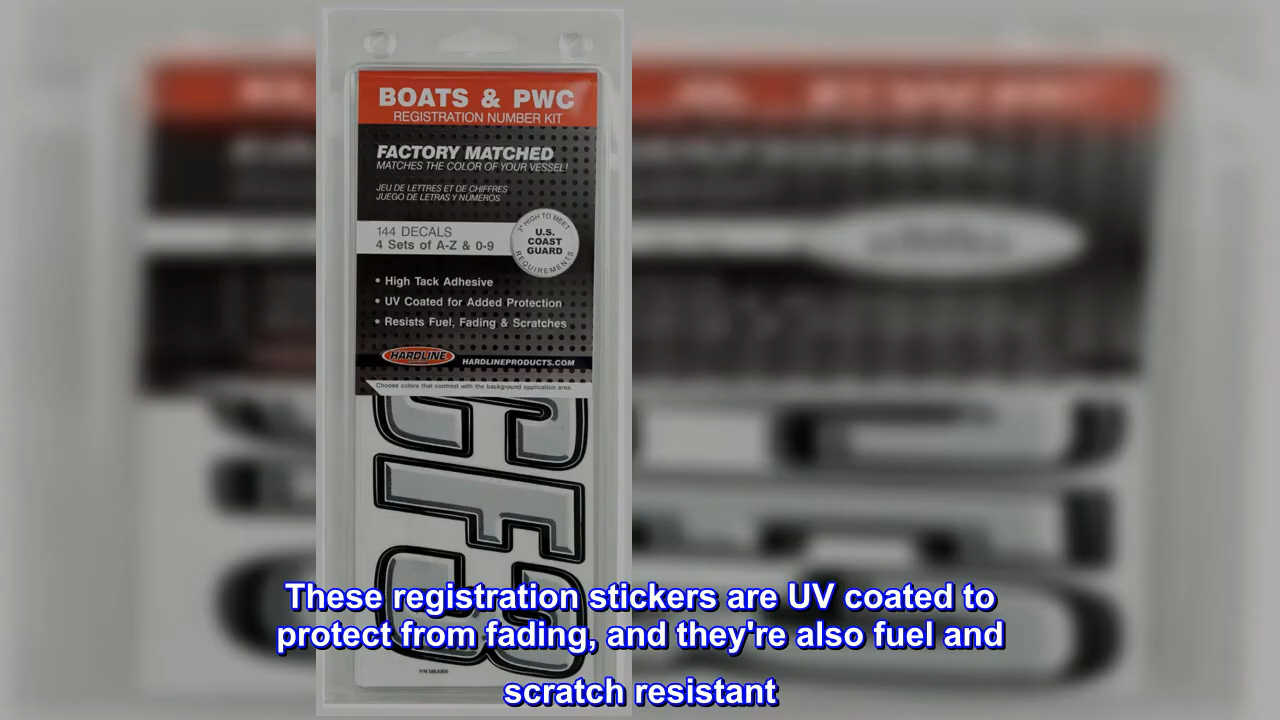 BOATS & PWC
REGISTRATION NUMBER KIT
FACTORY MATCHED
MATCHES THE COLOR OF YOUR VESSEL!
JEU DE LETTRES ET DE CHIFFRES
JUEGO DE LETRAS Y NÚMEROS
144 DECALS
4 Sets of A-Z & 0-9
3" HIGH TO MEET
U.S.
COAST
GUARD
REQUIREMENTS
• High Tack Adhesive
• UV Coated for Added Protection
• Resists Fuel, Fading & Scratches
HARDLINE
HARDLINEPRODUCTS.COM
Choose colors that contrast with the background application area.
These registration stickers are UV coated to
protect from fading, and they're also fuel and
scratch resistant